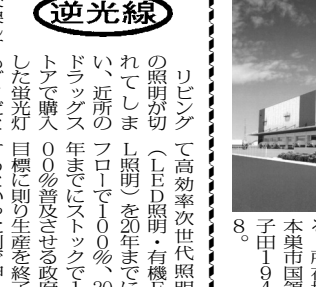 逆光線
リビング
の照明が切
れてしま
い、近所の
ドラッグス
トアで購入
した蛍光灯
て高効率次世代照明
(LED照明・有機E
L照明)を20年までに
フローで100%、
年までにストックで1
00%普及させる政府
目標に則り生産を終了
本巣市国領
子田194
8。